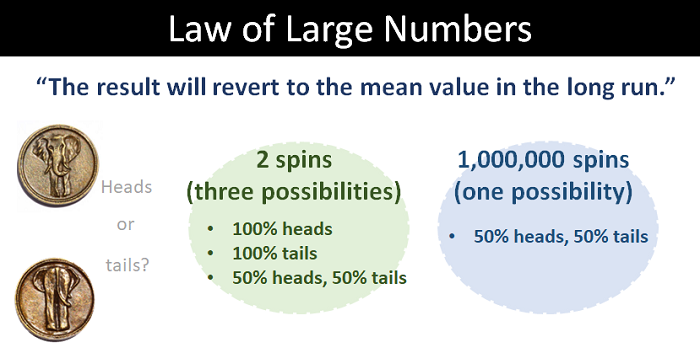 Law of Large Numbers
“The result will revert to the mean value in the long run.”
Heads
or
tails?
2 spins
(three possibilities)
• 100% heads
• 100% tails
• 50% heads, 50% tails
1,000,000 spins
(one possibility)
• 50% heads, 50% tails